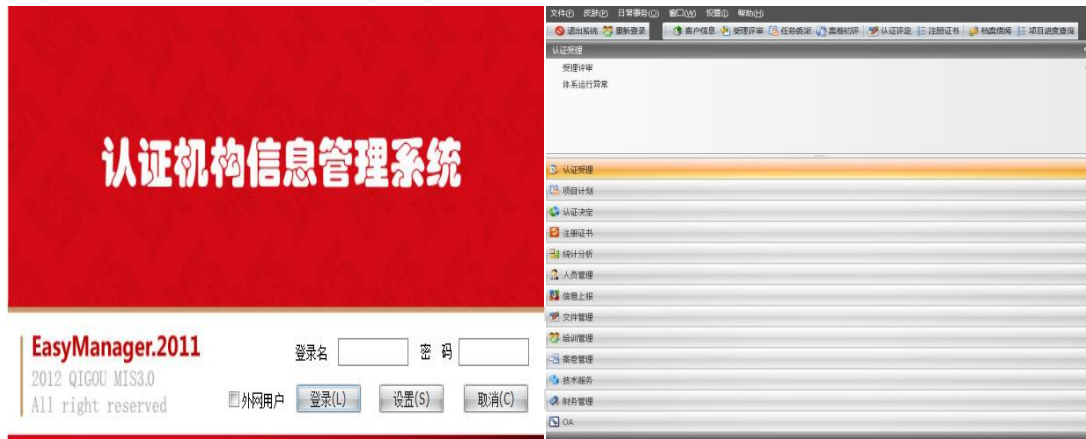 认证机构信息管理系统
EasyManager.2011
2012 QIGOU MIS3.0
All right reserved
登录名
密 码
外网用户
登录(L)
设置(S)
取消(C)
文件(F) 皮肤(P) 日常事务(O) 窗口(W) 设置(I) 帮助(H)
退出系统 重新登录 客户信息 受理评审 任务委派 案卷初评 认证评定 注册证书 档案借阅 项目进度查询
认证受理
受理评审
体系运行异常
认证受理
项目计划
认证决定
注册证书
统计分析
人员管理
信息上报
文件管理
培训管理
案卷管理
技术服务
财务管理
OA